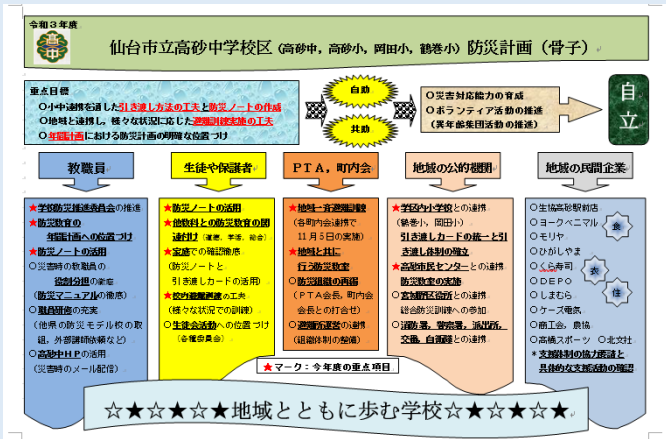 令和３年度
仙台市立高砂中学校区（高砂中，高砂小，岡田小，鶴巻小）防災計画（骨子）
重点目標
○小中連携を通した引き渡し方法の工夫と防災ノートの作成
○地域と連携し，様々な状況に応じた避難訓練実施の工夫
○年間計画における防災計画の明確な位置づけ
自助
共助
○災害対応能力の育成
○ボランティア活動の推進
（異年齢集団活動の推進）
自立
教職員
★学校防災推進委員会の推進
★防災教育の
年間計画への位置づけ
★防災ノートの活用
○災害時の教職員の
役割分担の徹底
（防災マニュアルの徹底）
○職員研修の充実
（他県の防災モデル校の取
組，外部講師依頼など）
○高砂中ＨＰの活用
（災害時のメール配信）
生徒や保護者
★防災ノートの活用
★他教科との防災教育の関
連付け（道徳，学活，総合）
★家庭での確認徹底
（防災ノートと
引き渡しカードの活用）
★校内避難訓練の工夫
（様々な状況での訓練）
○生徒会活動への位置づけ
（各種委員会）
ＰＴＡ，町内会
★地域一斉避難訓練
（各町内会連携で
１１月５日の実施）
★地域と共に
行う防災教室
○防災組織の再編
（ＰＴＡ会長，町内会
会長との打合せ）
○避難所運営の連携
（組織体制の整備）
地域の公的機関
★学区内小学校との連携
（鶴巻小，岡田小）
引き渡しカードの統一と引
き渡し体制の確立
★高砂市民センターとの連携
防災教室の実施
○宮城野区役所との連携
総合防災訓練への参加
○消防署，警察署，派出所，
交番，自衛隊との連携
地域の民間企業
○生協高砂駅前店
○ヨークベニマル
○モリヤ
○ひがしやま
○くら寿司
○ＤＥＰＯ
○しまむら
○ケーズ電気
○商工会，農協
○高橋スポーツ ○北文社
＊支援体制の協力要請と
具体的な支援活動の確認
食
衣
住
★マーク：今年度の重点項目
☆★☆★☆★地域とともに歩む学校☆★☆★☆★